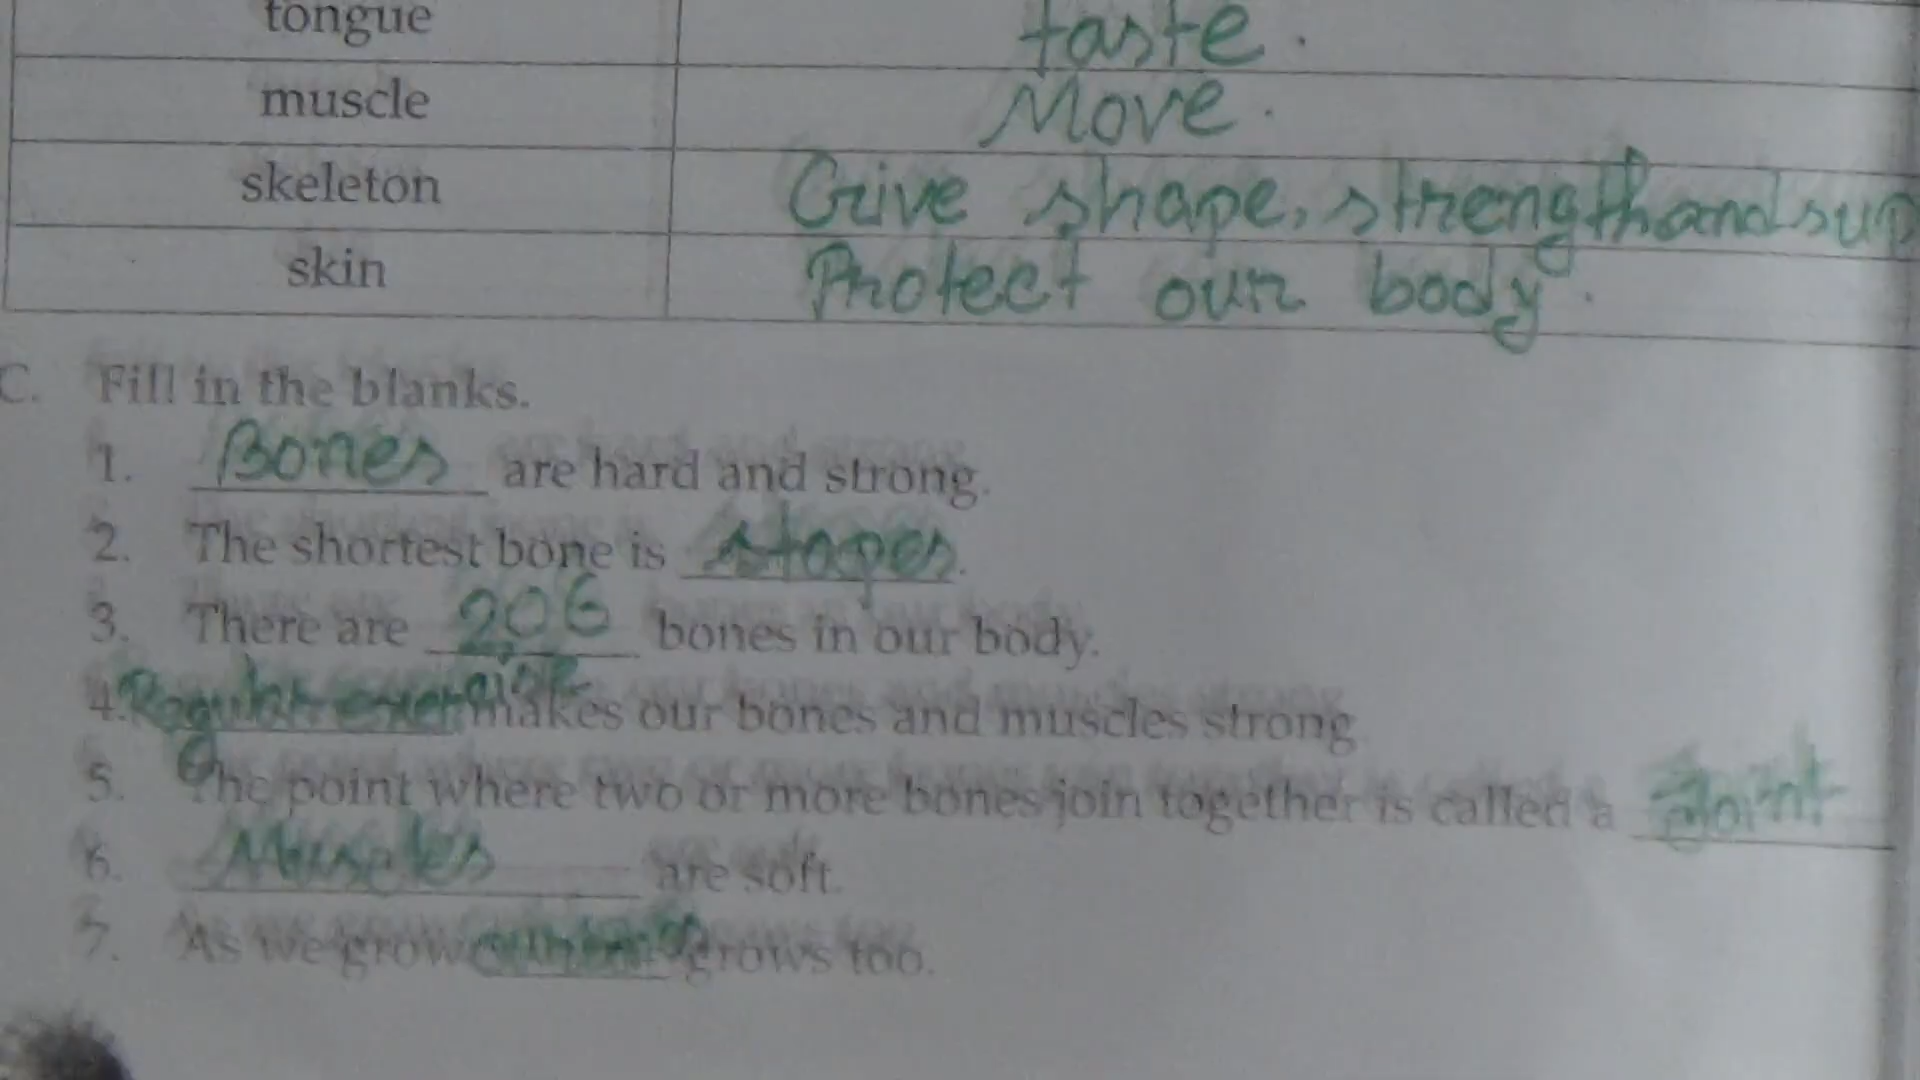 tongue taste.
muscle Move.
skeleton Give shape, strength and sup
skin Protect our body.
C. Fill in the blanks.
1. Bones are hard and strong.
2. The shortest bone is stapes.
3. There are 206 bones in our body.
4. Regular exercise makes our bones and muscles strong
5. The point where two or more bones join together is called a Joint
6. Muscles are soft.
7. As we grow grows too.